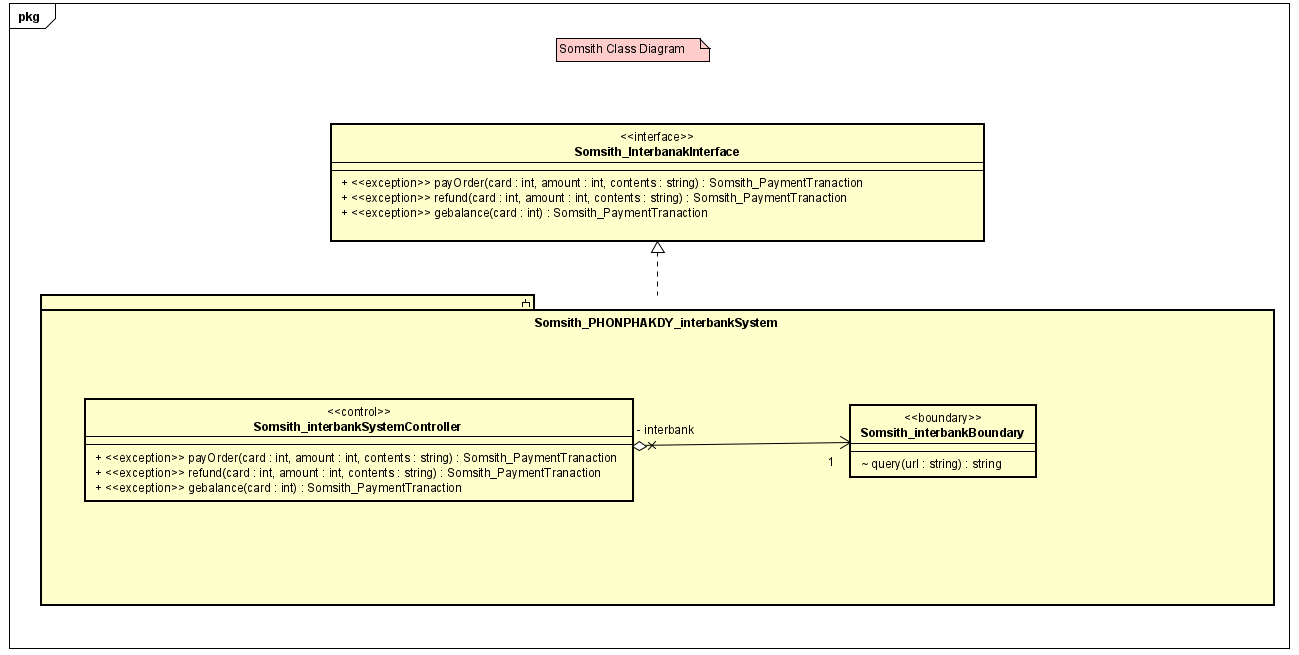 pkg
Somsith Class Diagram
<<interface>>
Somsith_InterbanakInterface
+ <<exception>> payOrder(card : int, amount : int, contents : string) : Somsith_PaymentTranaction
+ <<exception>> refund(card : int, amount : int, contents : string) : Somsith_PaymentTranaction
+ <<exception>> gebalance(card : int) : Somsith_PaymentTranaction
Somsith_PHONPHAKDY_interbankSystem
<<control>>
Somsith_interbankSystemController
+ <<exception>> payOrder(card : int, amount : int, contents : string) : Somsith_PaymentTranaction
+ <<exception>> refund(card : int, amount : int, contents : string) : Somsith_PaymentTranaction
+ <<exception>> gebalance(card : int) : Somsith_PaymentTranaction
- interbank
1
<<boundary>>
Somsith_interbankBoundary
~ query(url : string) : string